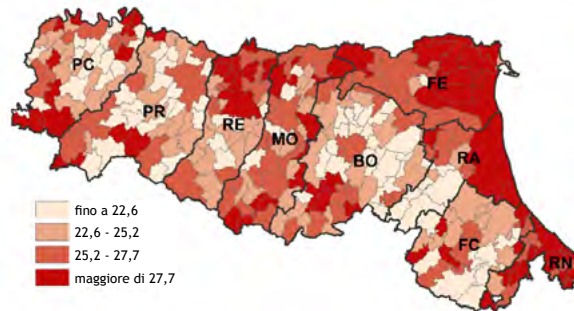 PC
PR
RE
MO
FE
BO
RA
FC
RN
fino a 22,6
22,6 - 25,2
25,2 - 27,7
maggiore di 27,7